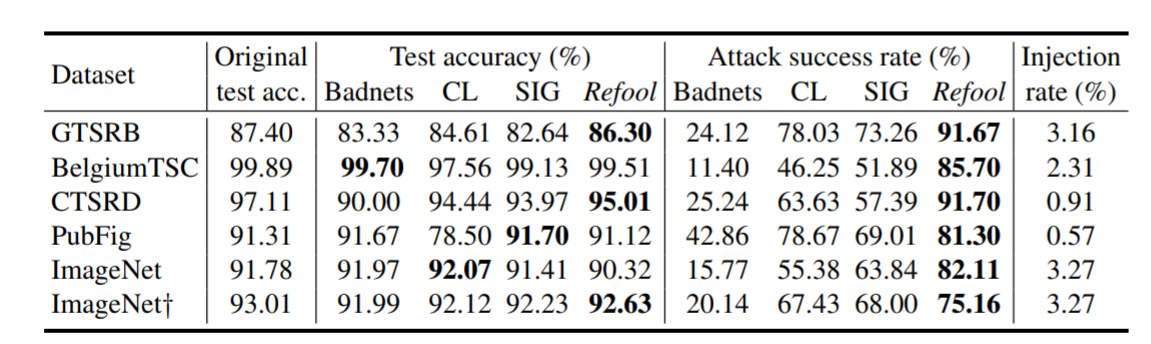 Dataset Original test acc. Test accuracy (%) Attack success rate (%) Injection rate (%)
Badnets CL SIG Refool Badnets CL SIG Refool
GTSRB 87.40 83.33 84.61 82.64 86.30 24.12 78.03 73.26 91.67 3.16
BelgiumTSC 99.89 99.70 97.56 99.13 99.51 11.40 46.25 51.89 85.70 2.31
CTSRD 97.11 90.00 94.44 93.97 95.01 25.24 63.63 57.39 91.70 0.91
PubFig 91.31 91.67 78.50 91.70 91.12 42.86 78.67 69.01 81.30 0.57
ImageNet 91.78 91.97 92.07 91.41 90.32 15.77 55.38 63.84 82.11 3.27
ImageNet† 93.01 91.99 92.12 92.23 92.63 20.14 67.43 68.00 75.16 3.27